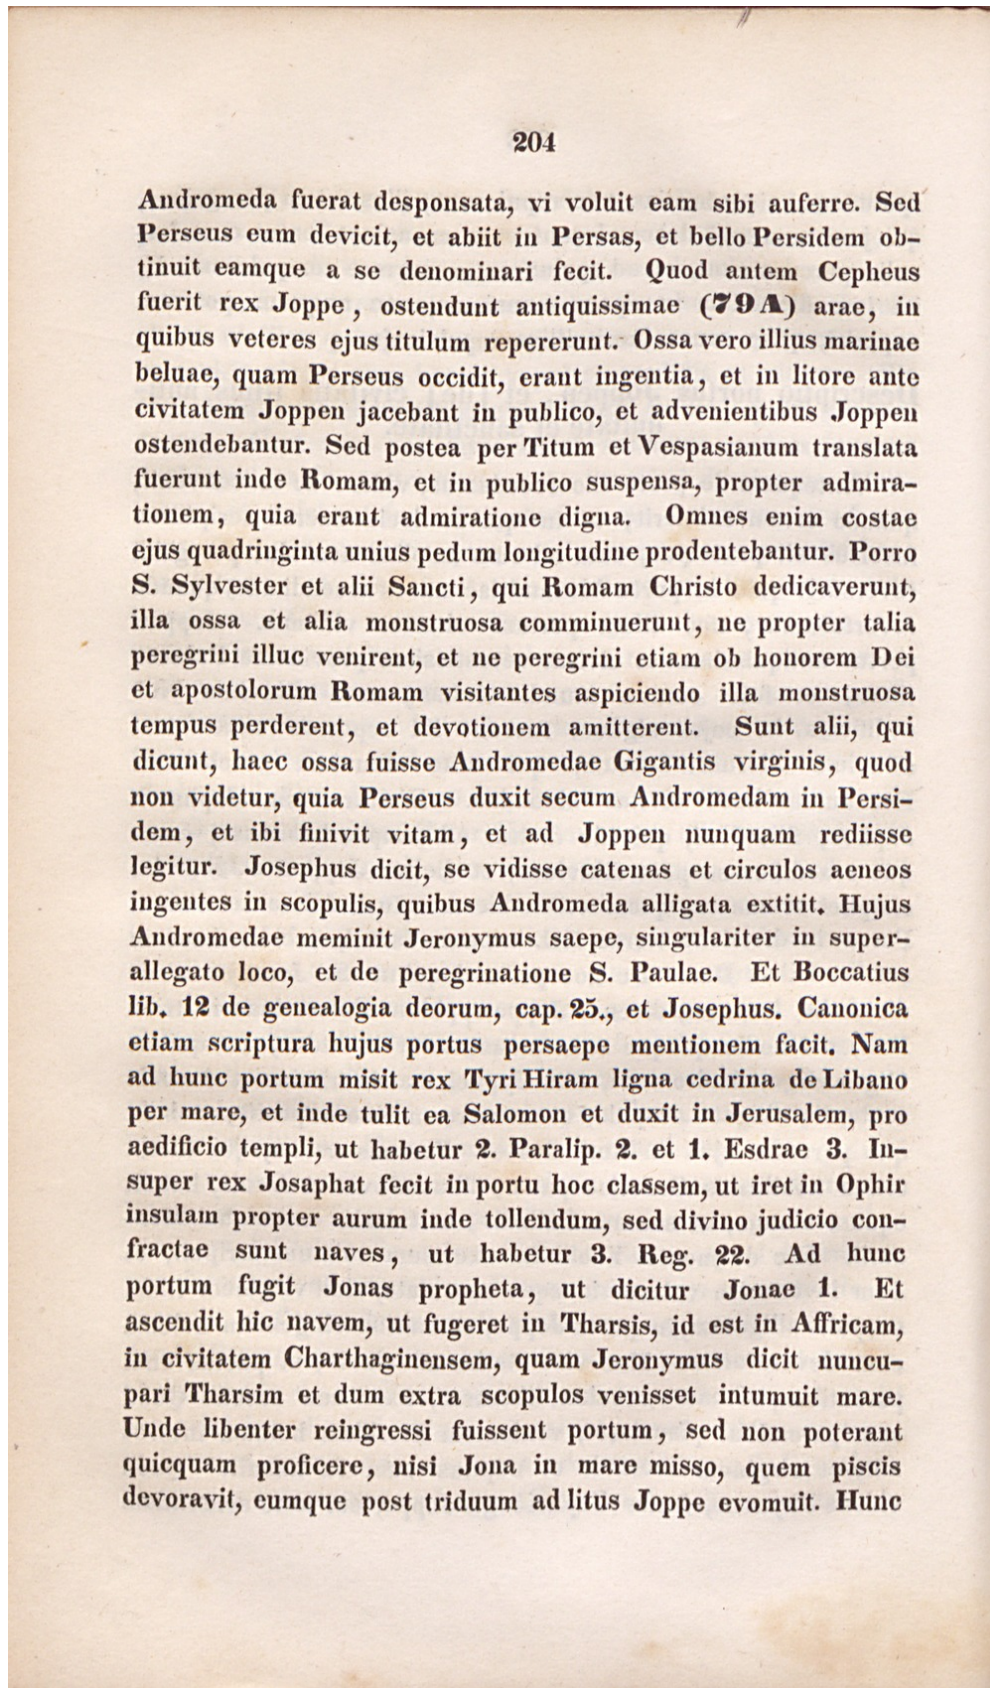 204
Andromeda fuerat desponsata, vi voluit eam sibi auferre. Sed
Perseus eum devicit, et abiit in Persas, et bello Persidem ob-
tinuit eamque a se denominari fecit. Quod antem Cepheus
fuerit rex Joppe, ostendunt antiquissimae (79A) arae, in
quibus veteres ejus titulum repererunt. Ossa vero illius marinae
beluae, quam Perseus occidit, erant ingentia, et in litore ante
civitatem Joppen jacebant in publico, et advenientibus Joppen
ostendebantur. Sed postea per Titum et Vespasianum translata
fuerunt inde Romam, et in publico suspensa, propter admira-
tionem, quia erant admiratione digna. Omnes enim costae
ejus quadringinta unius pedum longitudine prodentebantur. Porro
S. Sylvester et alii Sancti, qui Romam Christo dedicaverunt,
illa ossa et alia monstruosa comminuerunt, ne propter talia
peregrini illuc venirent, et ne peregrini etiam ob honorem Dei
et apostolorum Romam visitantes aspiciendo illa monstruosa
tempus perderent, et devotionem amitterent. Sunt alii, qui
dicunt, haec ossa fuisse Andromedae Gigantis virginis, quod
non videtur, quia Perseus duxit secum Andromedam in Persi-
dem, et ibi finivit vitam, et ad Joppen nunquam rediisse
legitur. Josephus dicit, se vidisse catenas et circulos aeneos
ingentes in scopulis, quibus Andromeda alligata extitit. Hujus
Andromedae meminit Jeronymus saepe, singulariter in super-
allegato loco, et de peregrinatione S. Paulae. Et Boccatius
lib. 12 de genealogia deorum, cap. 25., et Josephus. Canonica
etiam scriptura hujus portus persaepe mentionem facit. Nam
ad hunc portum misit rex Tyri Hiram ligna cedrina de Libano
per mare, et inde tulit ea Salomon et duxit in Jerusalem, pro
aedificio templi, ut habetur 2. Paralip. 2. et 1. Esdrae 3. In-
super rex Josaphat fecit in portu hoc classem, ut iret in Ophir
insulam propter aurum inde tollendum, sed divino judicio con-
fractae sunt naves, ut habetur 3. Reg. 22. Ad hunc
portum fugit Jonas propheta, ut dicitur Jonae 1. Et
ascendit hic navem, ut fugeret in Tharsis, id est in Affricam,
in civitatem Charthaginensem, quam Jeronymus dicit nuncu-
pari Tharsim et dum extra scopulos venisset intumuit mare.
Unde libenter reingressi fuissent portum, sed non poterant
quicquam proficere, nisi Jona in mare misso, quem piscis
devoravit, eumque post triduum ad litus Joppe evomuit. Hunc